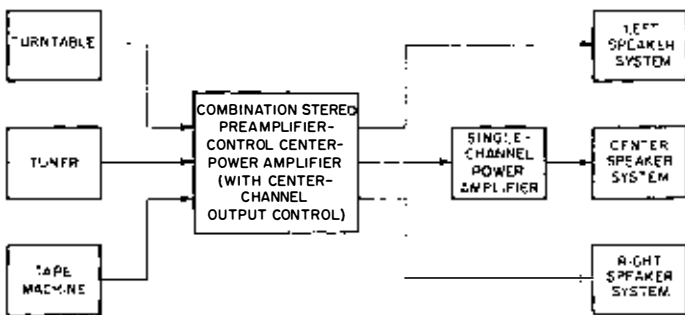 TURNTABLE
TUNER
TAPE
MACHINE
COMBINATION STEREO
PREAMPLIFIER-
CONTROL CENTER-
POWER AMPLIFIER
(WITH CENTER-
CHANNEL
OUTPUT CONTROL)
SINGLE-
CHANNEL
POWER
AMPLIFIER
LEFT
SPEAKER
SYSTEM
CENTER
SPEAKER
SYSTEM
RIGHT
SPEAKER
SYSTEM